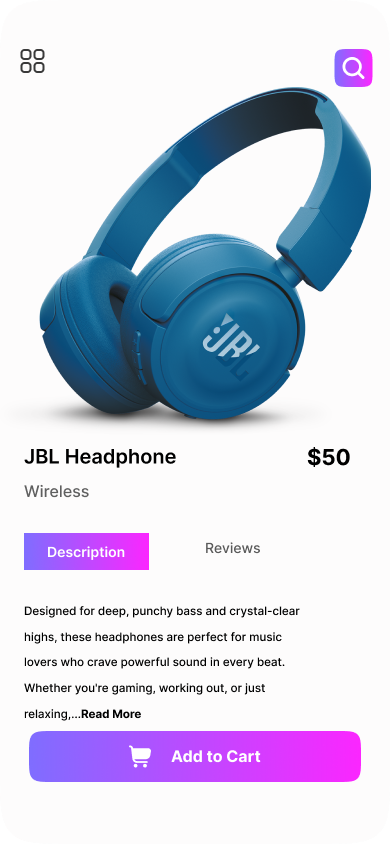 JBL
JBL Headphone
$50
Wireless
Description
Reviews
Designed for deep, punchy bass and crystal-clear
highs, these headphones are perfect for music
lovers who crave powerful sound in every beat.
Whether you're gaming, working out, or just
relaxing,...Read More
Add to Cart